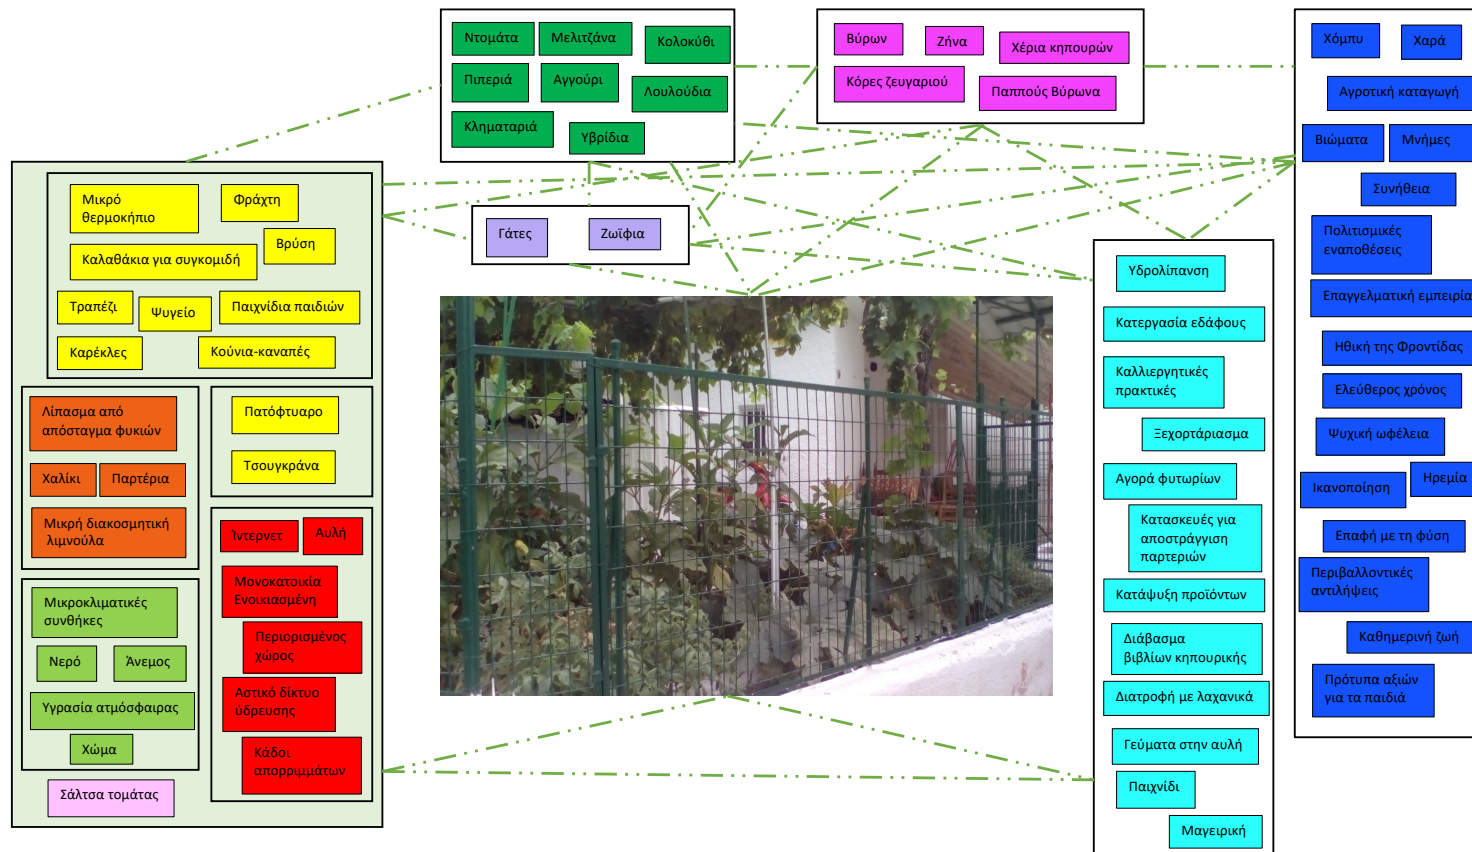 Ντομάτα
Μελιτζάνα
Κολοκύθι
Πιπεριά
Αγγούρι
Λουλούδια
Κληματαριά
Υβρίδια
Βύρων
Ζήνα
Χέρια κηπουρών
Κόρες ζευγαριού
Παππούς Βύρωνα
Χόμπυ
Χαρά
Αγροτική καταγωγή
Βιώματα
Μνήμες
Συνήθεια
Πολιτισμικές
εναποθέσεις
Επαγγελματική εμπειρία
Ηθική της Φροντίδας
Ελεύθερος χρόνος
Ψυχική ωφέλεια
Ικανοποίηση
Ηρεμία
Επαφή με τη φύση
Περιβαλλοντικές
αντιλήψεις
Καθημερινή ζωή
Πρότυπα αξιών
για τα παιδιά
Μικρό
θερμοκήπιο
Φράχτη
Βρύση
Καλαθάκια για συγκομιδή
Τραπέζι
Ψυγείο
Παιχνίδια παιδιών
Καρέκλες
Κούνια-καναπές
Γάτες
Ζωϊφια
Λίπασμα από
απόσταγμα φυκιών
Χαλίκι
Παρτέρια
Μικρή διακοσμητική
λιμνούλα
Πατόφτυαρο
Τσουγκράνα
Ίντερνετ
Αυλή
Μονοκατοικία
Ενοικιασμένη
Περιορισμένος
χώρος
Αστικό δίκτυο
ύδρευσης
Κάδοι
απορριμμάτων
Μικροκλιματικές
συνθήκες
Νερό
Άνεμος
Υγρασία ατμόσφαιρας
Χώμα
Σάλτσα τομάτας
Υδρολίπανση
Κατεργασία εδάφους
Καλλιεργητικές
πρακτικές
Ξεχορτάριασμα
Αγορά φυτωρίων
Κατασκευές για
αποστράγγιση
παρτεριών
Κατάψυξη προϊόντων
Διάβασμα
βιβλίων κηπουρικής
Διατροφή με λαχανικά
Γεύματα στην αυλή
Παιχνίδι
Μαγειρική